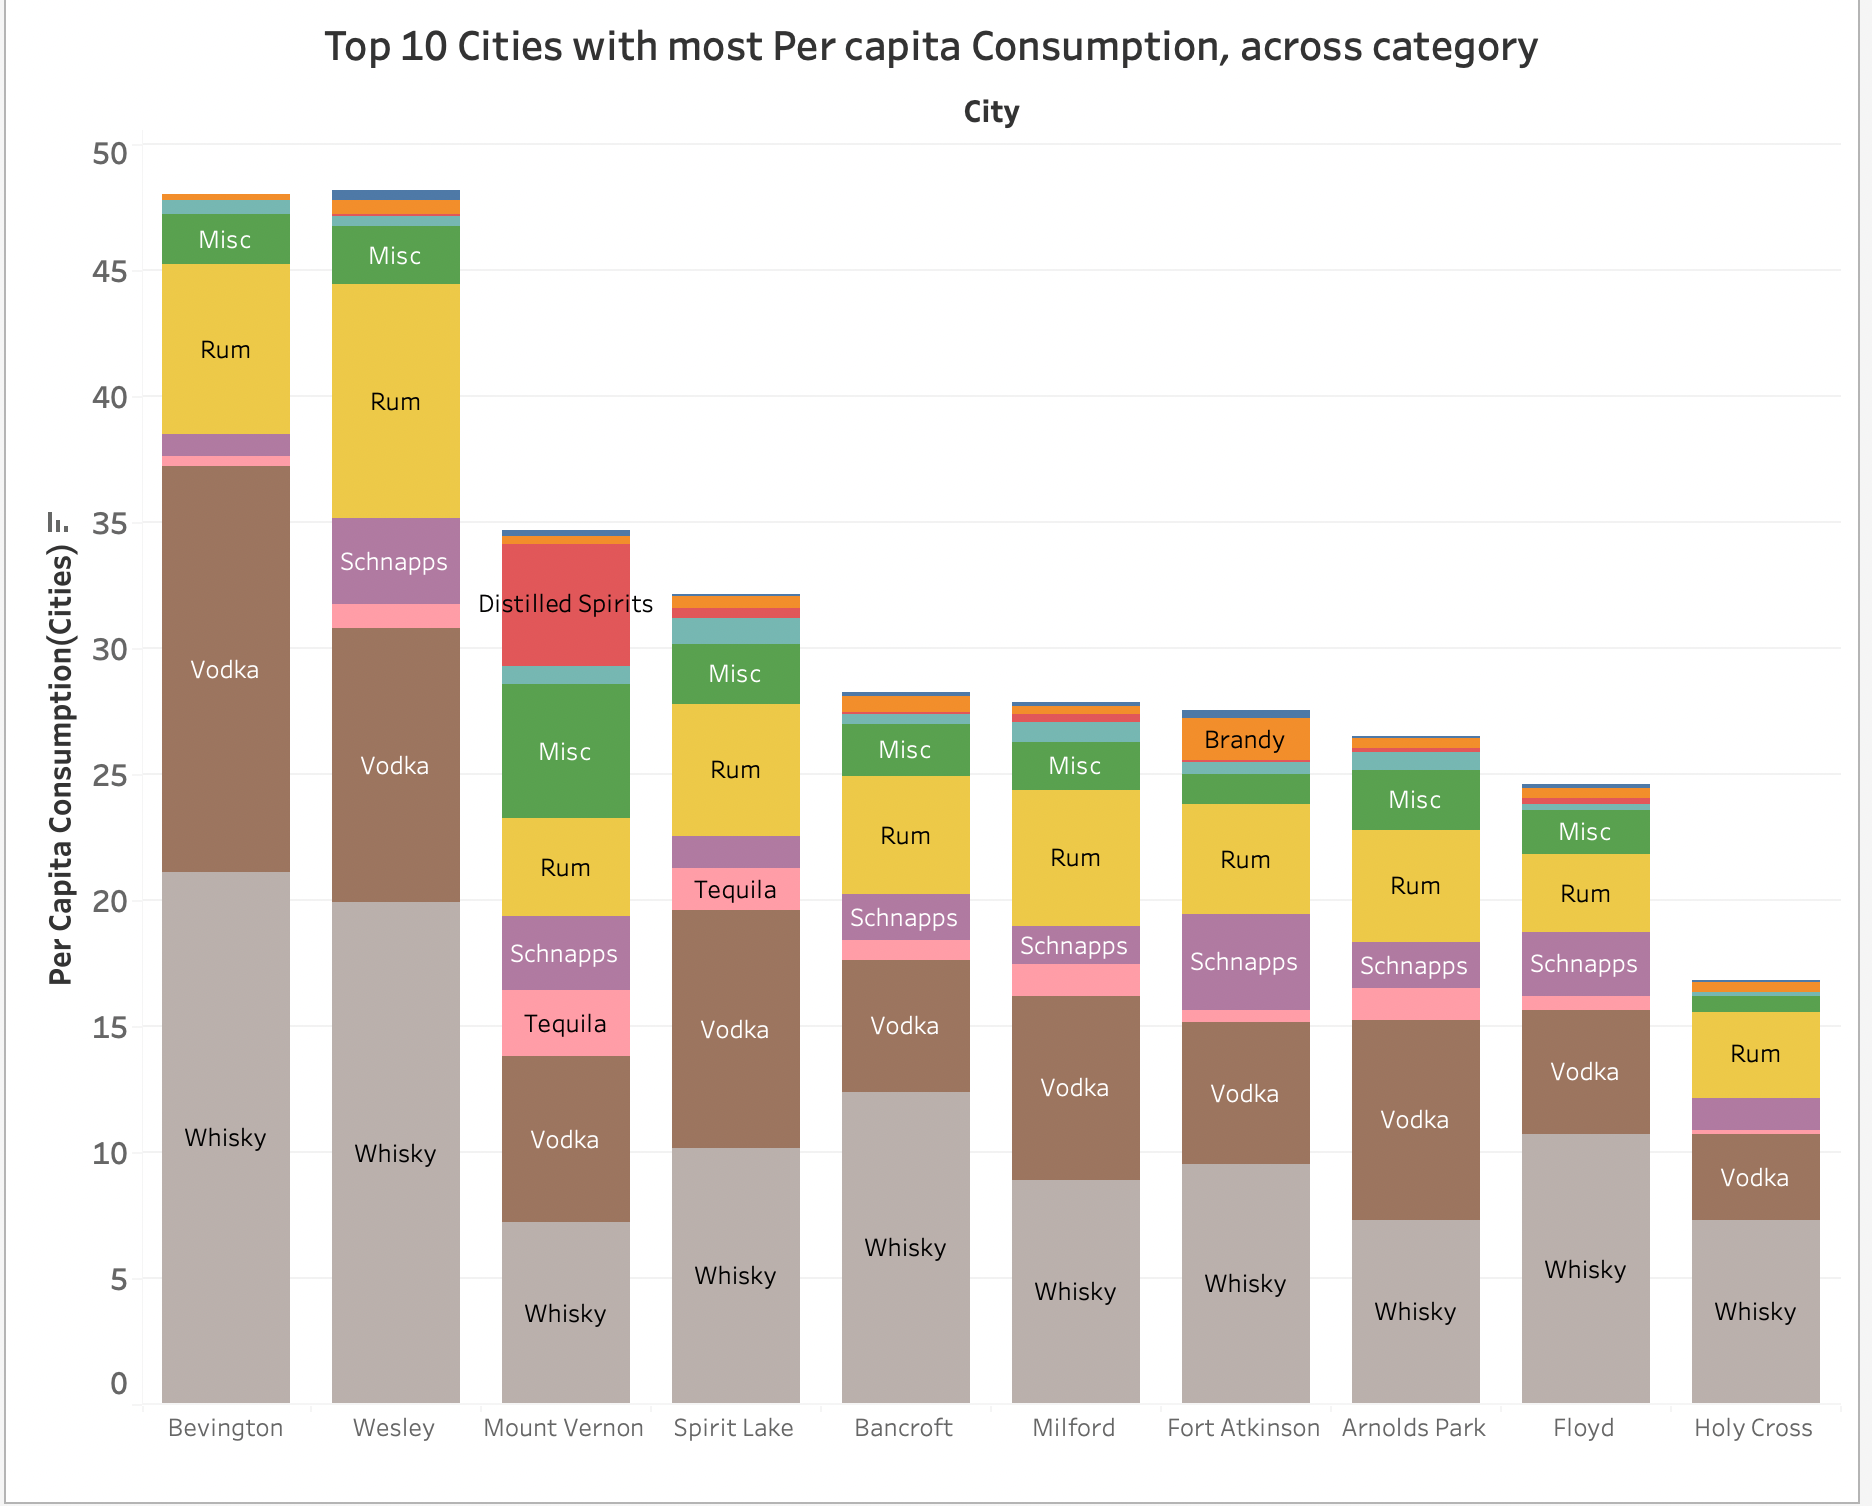 Top 10 Cities with most Per capita Consumption, across category
City
Per Capita Consumption(Cities)
50
45
40
35
30
25
20
15
10
5
0
Misc
Rum
Vodka
Whisky
Misc
Rum
Schnapps
Vodka
Whisky
Distilled Spirits
Misc
Rum
Schnapps
Tequila
Vodka
Whisky
Misc
Rum
Tequila
Vodka
Whisky
Misc
Rum
Schnapps
Vodka
Whisky
Misc
Rum
Schnapps
Vodka
Whisky
Brandy
Rum
Schnapps
Vodka
Whisky
Misc
Rum
Schnapps
Vodka
Whisky
Misc
Rum
Schnapps
Vodka
Whisky
Rum
Vodka
Whisky
Bevington Wesley Mount Vernon Spirit Lake Bancroft Milford Fort Atkinson Arnolds Park Floyd Holy Cross